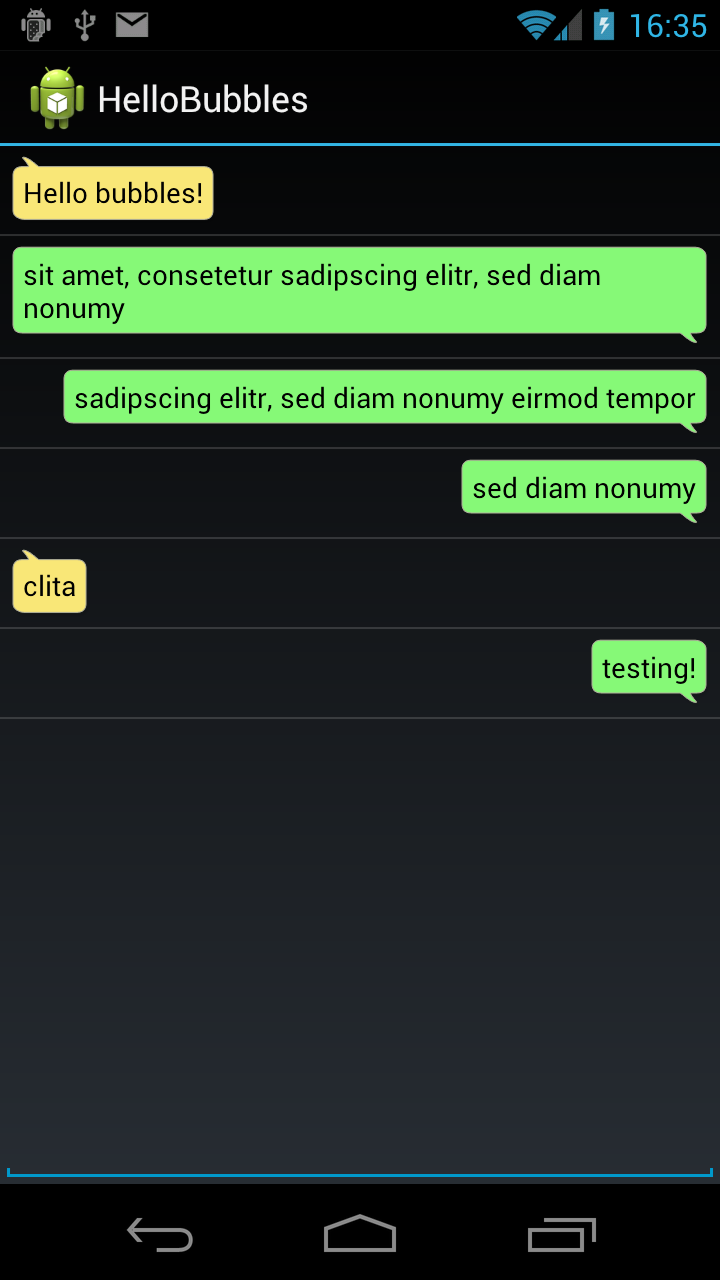 16:35
HelloBubbles
Hello bubbles!
sit amet, consetetur sadipscing elitr, sed diam
nonumy
sadipscing elitr, sed diam nonumy eirmod tempor
sed diam nonumy
clita
testing!